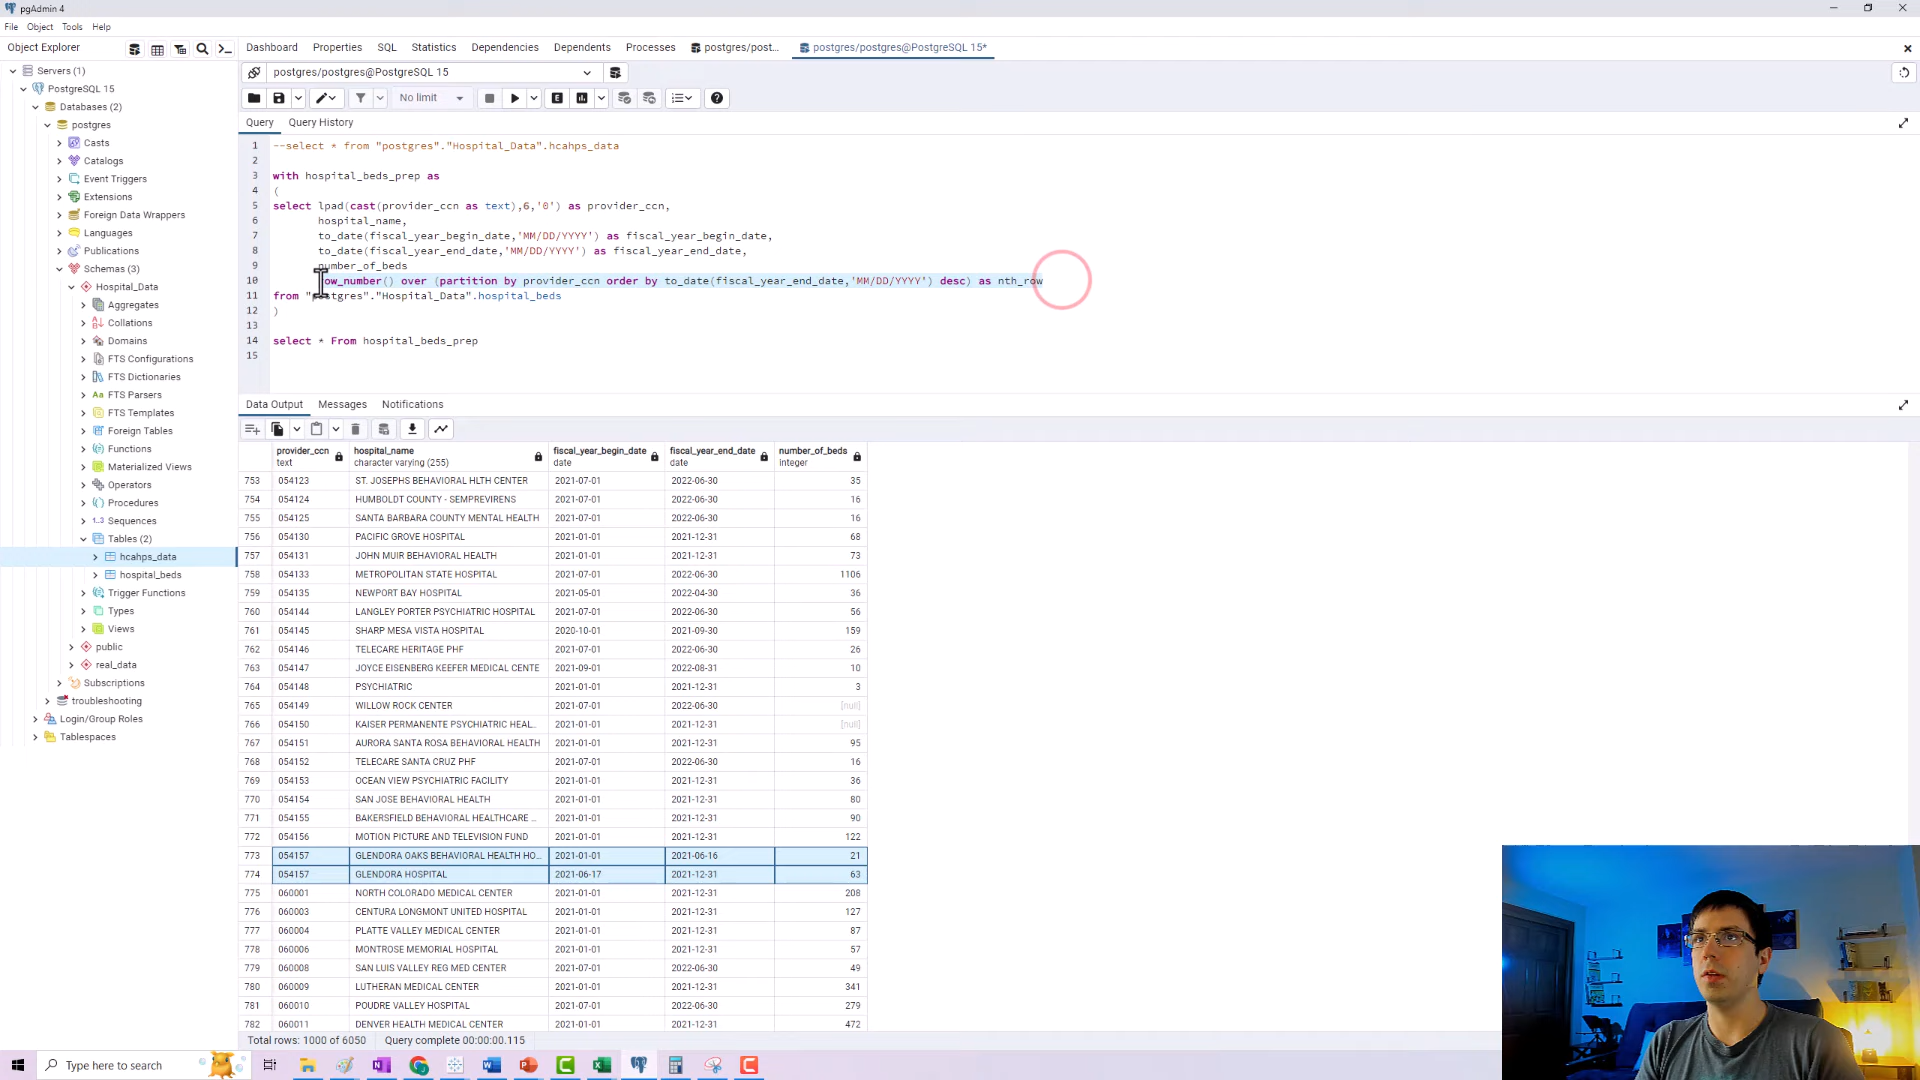 pgAdmin 4
File Object Tools Help
Object Explorer
Dashboard Properties SQL Statistics Dependencies Dependents Processes postgres/post... postgres/postgres@PostgreSQL 15*
Servers (1)
PostgreSQL 15
Databases (2)
postgres
Casts
Catalogs
Event Triggers
Extensions
Foreign Data Wrappers
Languages
Publications
Schemas (3)
Hospital_Data
Aggregates
Collations
Domains
FTS Configurations
FTS Dictionaries
Aa FTS Parsers
FTS Templates
Foreign Tables
Functions
Materialized Views
Operators
Procedures
1..3 Sequences
Tables (2)
hcahps_data
hospital_beds
Trigger Functions
Types
Views
public
real_data
Subscriptions
troubleshooting
Login/Group Roles
Tablespaces
postgres/postgres@PostgreSQL 15
No limit
E
Query Query History
1 --select * from "postgres"."Hospital_Data".hcahps_data
2
3 with hospital_beds_prep as
4 (
5 select lpad(cast(provider_ccn as text),6,'0') as provider_ccn,
6 hospital_name,
7 to_date(fiscal_year_begin_date,'MM/DD/YYYY') as fiscal_year_begin_date,
8 to_date(fiscal_year_end_date,'MM/DD/YYYY') as fiscal_year_end_date,
9 number_of_beds
10 row_number() over (partition by provider_ccn order by to_date(fiscal_year_end_date,'MM/DD/YYYY') desc) as nth_row
11 from "postgres"."Hospital_Data".hospital_beds
12 )
13
14 select * From hospital_beds_prep
15
Data Output Messages Notifications
provider_ccn hospital_name fiscal_year_begin_date fiscal_year_end_date number_of_beds
text character varying (255) date date integer
753 054123 ST. JOSEPHS BEHAVIORAL HLTH CENTER 2021-07-01 2022-06-30 35
754 054124 HUMBOLDT COUNTY - SEMPREVIRENS 2021-07-01 2022-06-30 16
755 054125 SANTA BARBARA COUNTY MENTAL HEALTH 2021-07-01 2022-06-30 16
756 054130 PACIFIC GROVE HOSPITAL 2021-01-01 2021-12-31 68
757 054131 JOHN MUIR BEHAVIORAL HEALTH 2021-01-01 2021-12-31 73
758 054133 METROPOLITAN STATE HOSPITAL 2021-07-01 2022-06-30 1106
759 054135 NEWPORT BAY HOSPITAL 2021-05-01 2022-04-30 36
760 054144 LANGLEY PORTER PSYCHIATRIC HOSPITAL 2021-07-01 2022-06-30 56
761 054145 SHARP MESA VISTA HOSPITAL 2020-10-01 2021-09-30 159
762 054146 TELECARE HERITAGE PHF 2021-07-01 2022-06-30 26
763 054147 JOYCE EISENBERG KEEFER MEDICAL CENTE 2021-09-01 2022-08-31 10
764 054148 PSYCHIATRIC 2021-01-01 2021-12-31 3
765 054149 WILLOW ROCK CENTER 2021-07-01 2022-06-30 [null]
766 054150 KAISER PERMANENTE PSYCHIATRIC HEAL... 2021-01-01 2021-12-31 [null]
767 054151 AURORA SANTA ROSA BEHAVIORAL HEALTH 2021-01-01 2021-12-31 95
768 054152 TELECARE SANTA CRUZ PHF 2021-07-01 2022-06-30 16
769 054153 OCEAN VIEW PSYCHIATRIC FACILITY 2021-01-01 2021-12-31 36
770 054154 SAN JOSE BEHAVIORAL HEALTH 2021-01-01 2021-12-31 80
771 054155 BAKERSFIELD BEHAVIORAL HEALTHCARE ... 2021-01-01 2021-12-31 90
772 054156 MOTION PICTURE AND TELEVISION FUND 2021-01-01 2021-12-31 122
773 054157 GLENDORA OAKS BEHAVIORAL HEALTH HO... 2021-01-01 2021-06-16 21
774 054157 GLENDORA HOSPITAL 2021-06-17 2021-12-31 63
775 060001 NORTH COLORADO MEDICAL CENTER 2021-01-01 2021-12-31 208
776 060003 CENTURA LONGMONT UNITED HOSPITAL 2021-01-01 2021-12-31 127
777 060004 PLATTE VALLEY MEDICAL CENTER 2021-01-01 2021-12-31 87
778 060006 MONTROSE MEMORIAL HOSPITAL 2021-01-01 2021-12-31 57
779 060008 SAN LUIS VALLEY REG MED CENTER 2021-07-01 2022-06-30 49
780 060009 LUTHERAN MEDICAL CENTER 2021-01-01 2021-12-31 341
781 060010 POUDRE VALLEY HOSPITAL 2021-07-01 2022-06-30 279
782 060011 DENVER HEALTH MEDICAL CENTER 2021-01-01 2021-12-31 472
Total rows: 1000 of 6050 Query complete 00:00:00.115
Type here to search